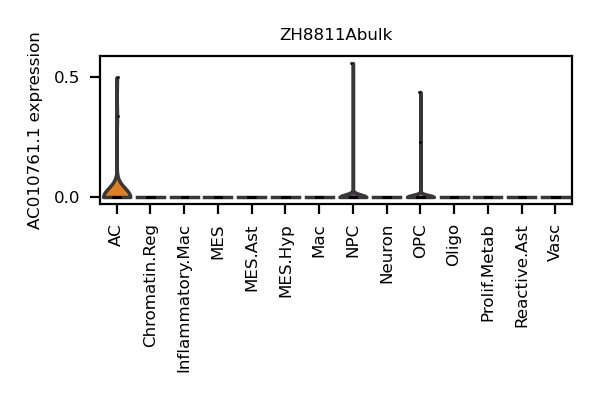 ZH8811Abulk
AC010761.1 expression
0.5
0.0
AC
Chromatin.Reg
Inflammatory.Mac
MES
MES.Ast
MES.Hyp
Mac
NPC
Neuron
OPC
Oligo
Prolif.Metab
Reactive.Ast
Vasc